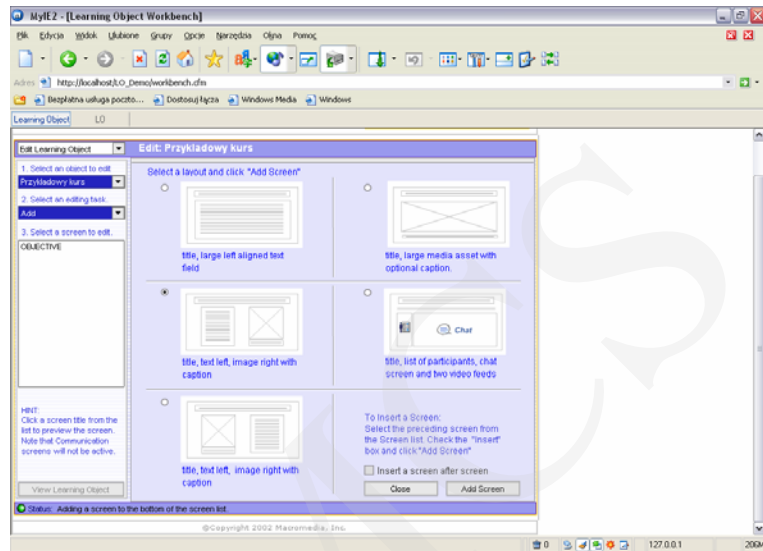 MyIE2 - [Learning Object Workbench]
Plik Edycja Widok Ulubione Grupy Opcje Narzędzia Okna Pomoc
Adres http://localhost/LO_Demo/workbench.cfm
Bezpłatna usługa poczto... Dostosuj łącza Windows Media Windows
Learning Object LO
Edit Learning Object
Edit: Przykladowy kurs
1. Select an object to edit
Przykladowy kurs
2. Select an editing task.
Add
3. Select a screen to edit.
OBJECTIVE
HINT:
Click a screen title from the
list to preview the screen.
Note that Communication
screens will not be active.
View Learning Object
Select a layout and click "Add Screen"
title, large left aligned text
field
title, large media asset with
optional caption.
title, text left, image right with
caption
Chat
title, list of participants, chat
screen and two video feeds
title, text left, image right with
caption
To Insert a Screen:
Select the preceding screen from
the Screen list. Check the "Insert"
box and click "Add Screen"
Insert a screen after screen
Close Add Screen
Status: Adding a screen to the bottom of the screen list.
©Copyright 2002 Macromedia, Inc.
0 127.0.0.1